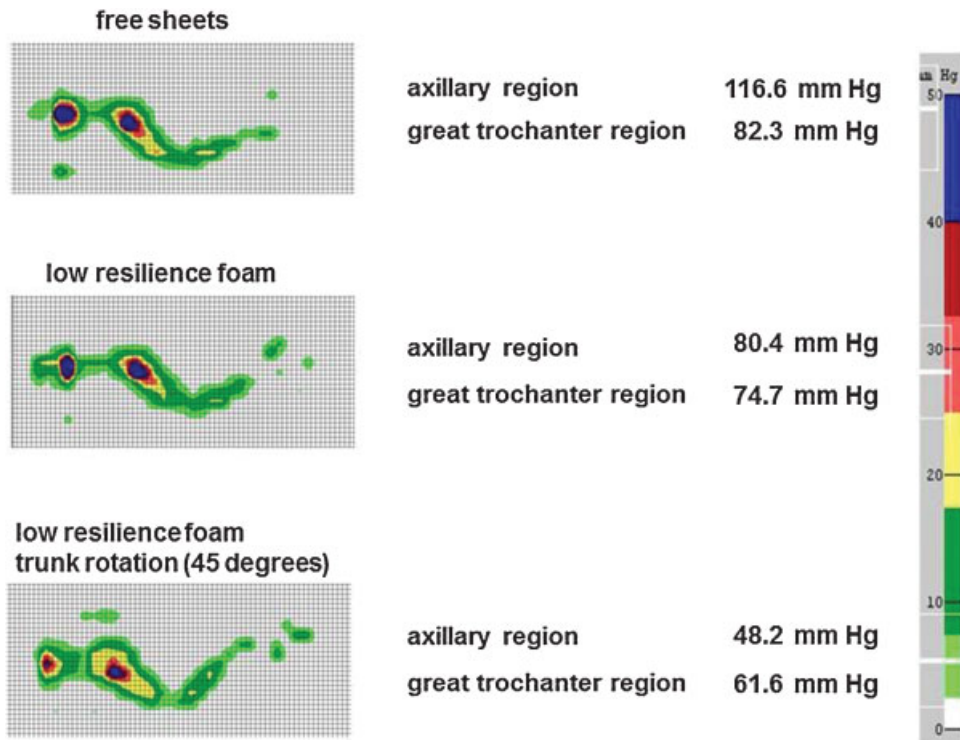 free sheets
axillary region 116.6 mm Hg
great trochanter region 82.3 mm Hg
low resilience foam
axillary region 80.4 mm Hg
great trochanter region 74.7 mm Hg
low resilience foam
trunk rotation (45 degrees)
axillary region 48.2 mm Hg
great trochanter region 61.6 mm Hg
Hg
50
40
30
20
10
0